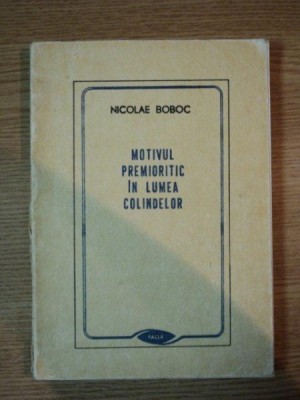 NICOLAE BOBOC
MOTIVUL
PREMIORITIC
ÎN LUMEA
COLINDELOR
FACLA